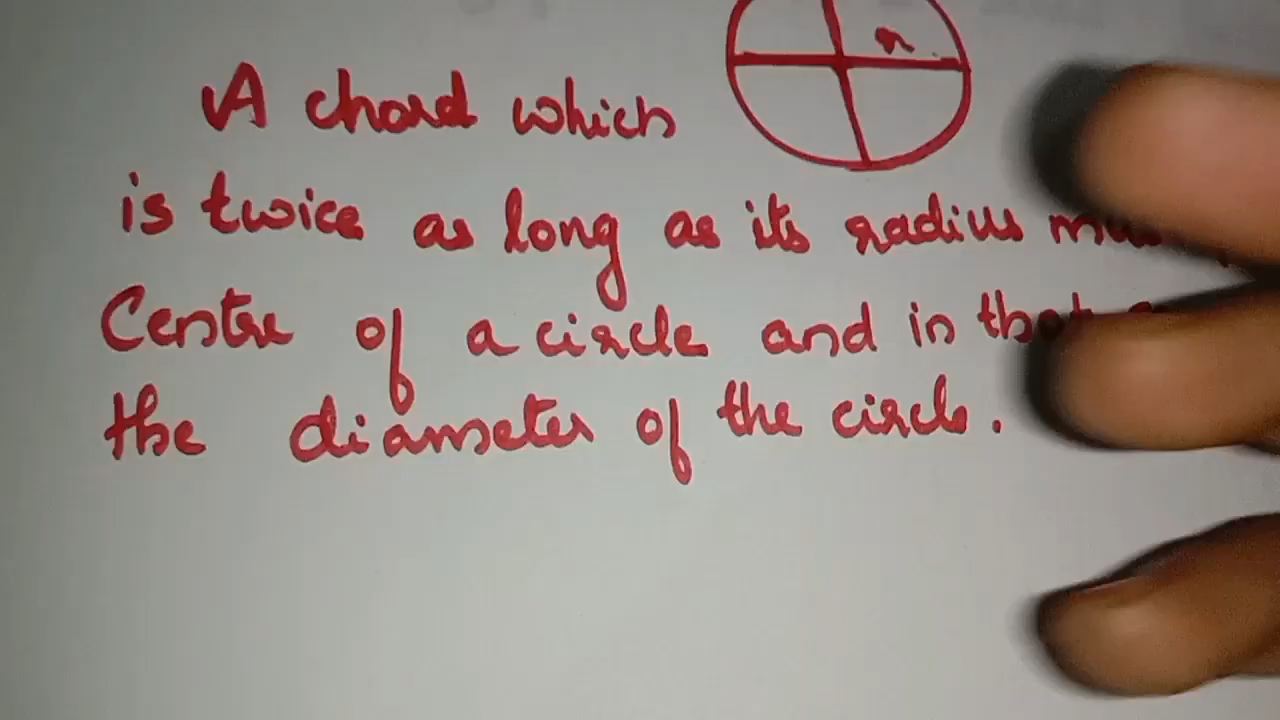 r
A chord which
is twice as long as its radius
Centre of a circle and in that
the diameter of the circle.